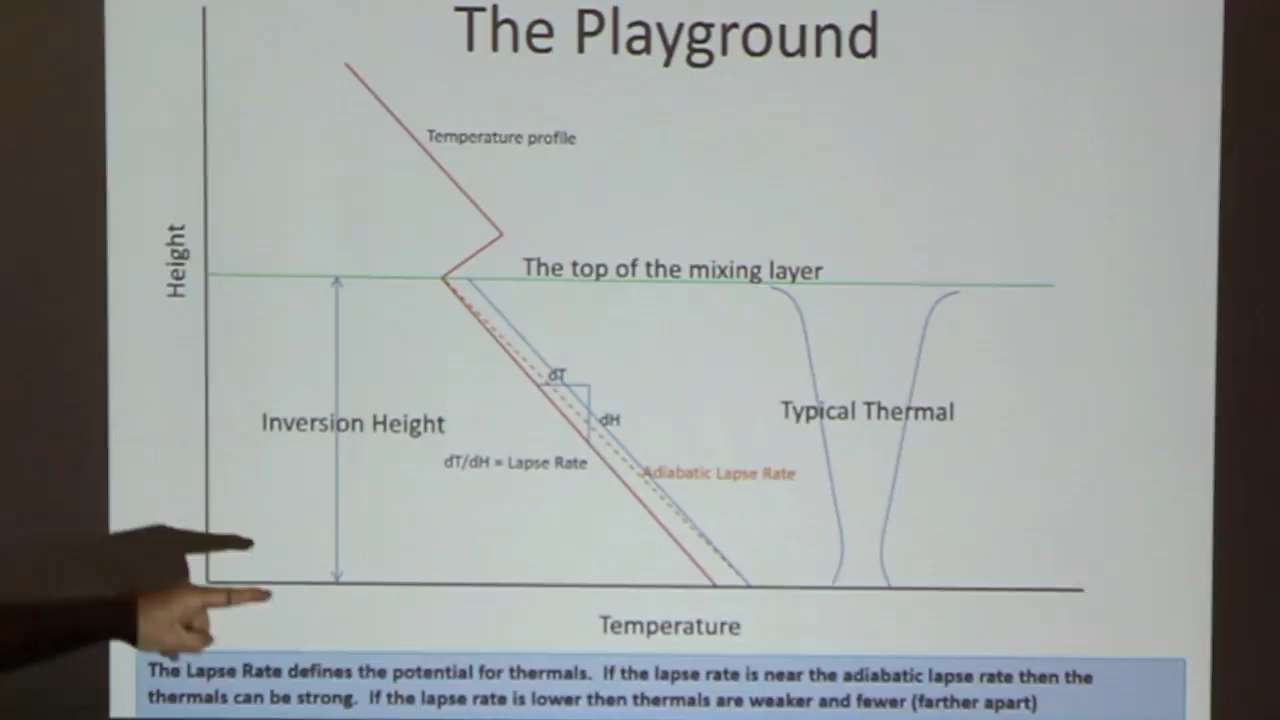 The Playground
Temperature profile
Height
The top of the mixing layer
dT
dH
Typical Thermal
Inversion Height
dT/dH = Lapse Rate
Adiabatic Lapse Rate
Temperature
The Lapse Rate defines the potential for thermals. If the lapse rate is near the adiabatic lapse rate then the
thermals can be strong. If the lapse rate is lower then thermals are weaker and fewer (farther apart)